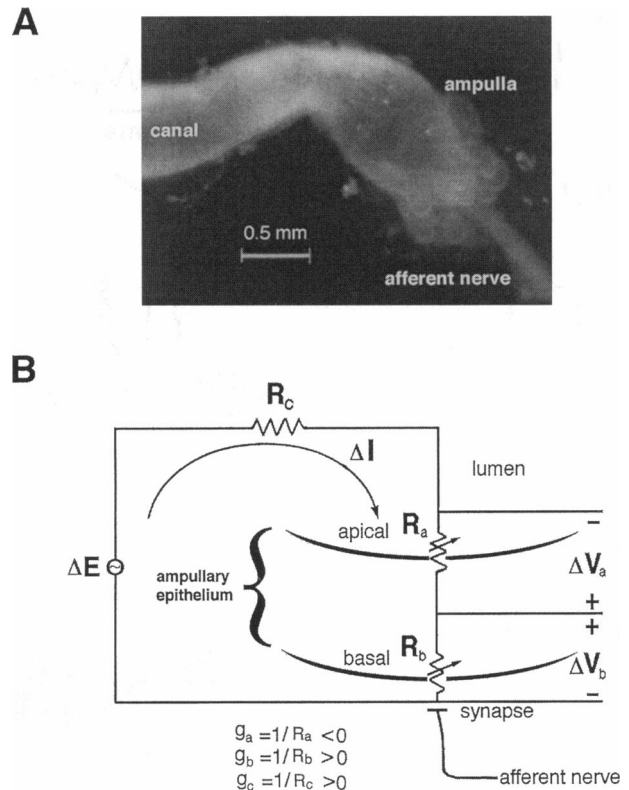 A
ampulla
canal
0.5 mm
afferent nerve
B
Rc
ΔI
lumen
apical
Ra
−
ΔE
ampullary
epithelium
ΔVa
+
+
basal
Rb
ΔVb
−
synapse
ga =1/Ra <0
gb =1/Rb >0
gc =1/Rc >0
afferent nerve